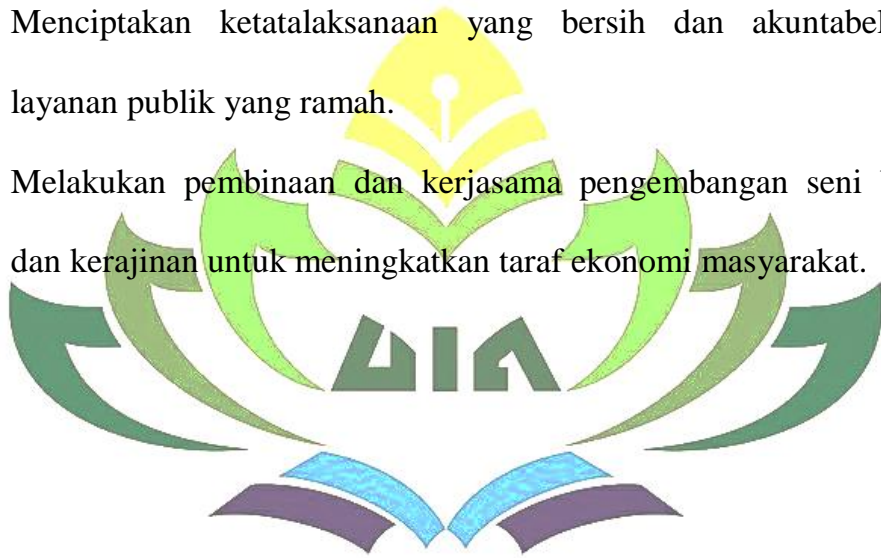 Menciptakan ketatalaksanaan yang bersih dan akuntabel
layanan publik yang ramah.
Melakukan pembinaan dan kerjasama pengembangan seni
dan kerajinan untuk meningkatkan taraf ekonomi masyarakat.
UIN